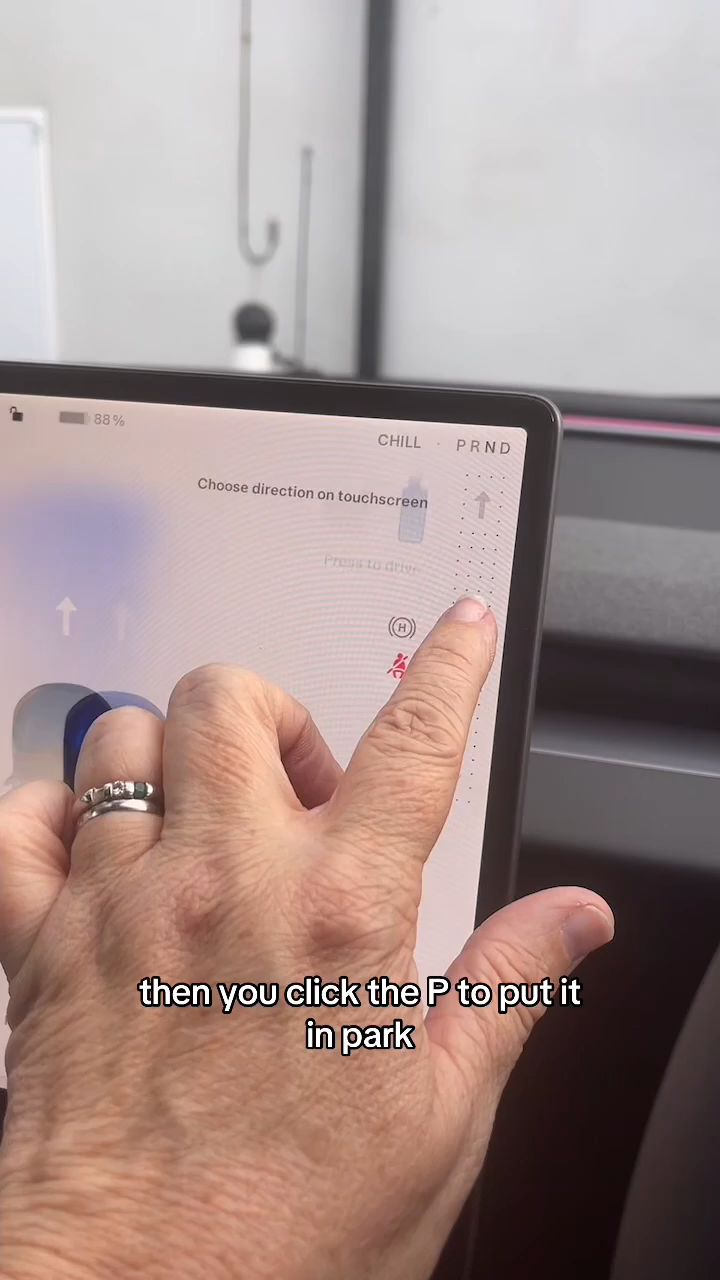 88%
CHILL · PRND
Choose direction on touchscreen
Press to drive
H
then you click the P to put it
in park